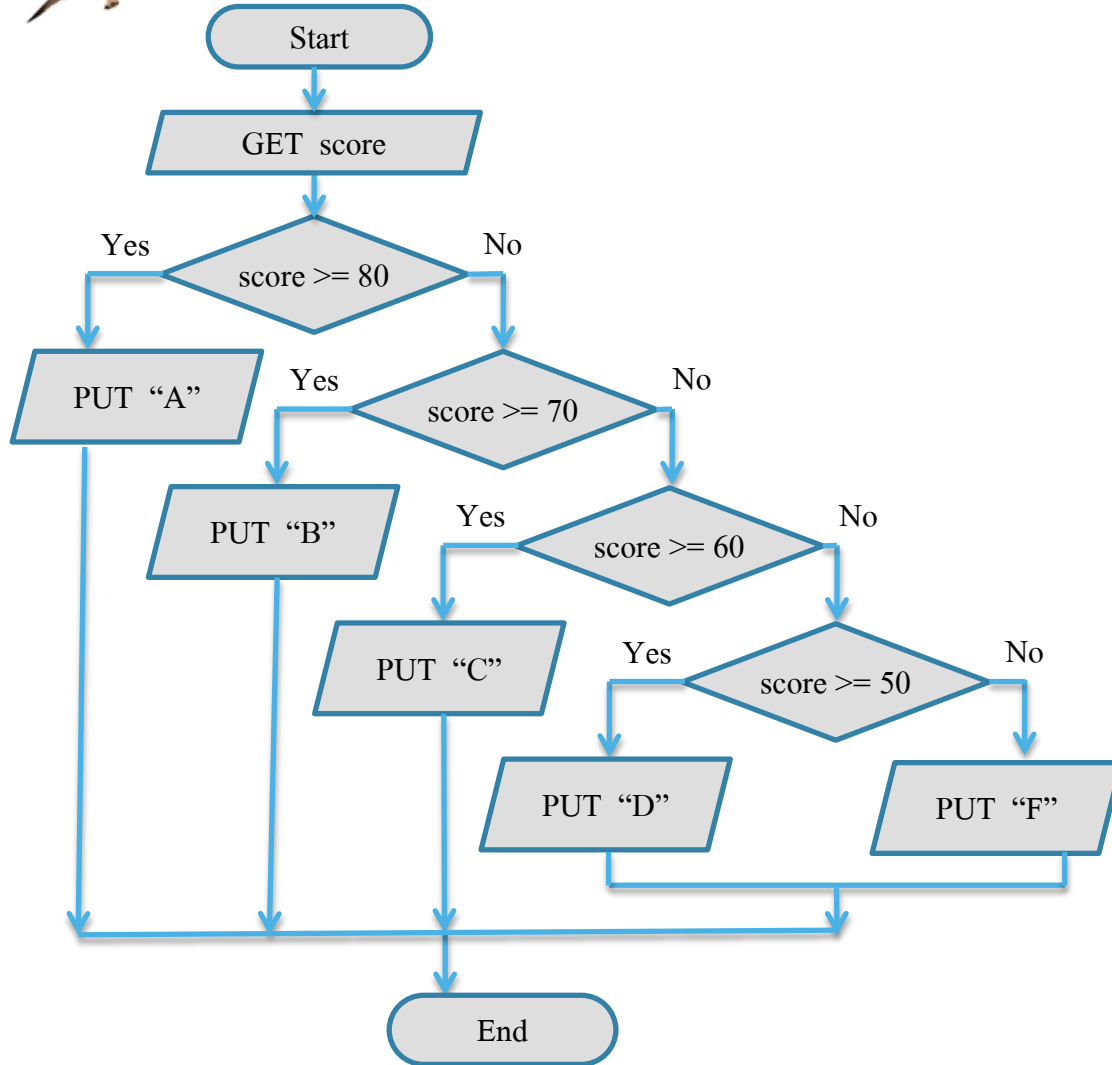 Start
GET score
Yes
No
score >= 80
PUT “A”
Yes
No
score >= 70
PUT “B”
Yes
No
score >= 60
PUT “C”
Yes
No
score >= 50
PUT “D”
PUT “F”
End